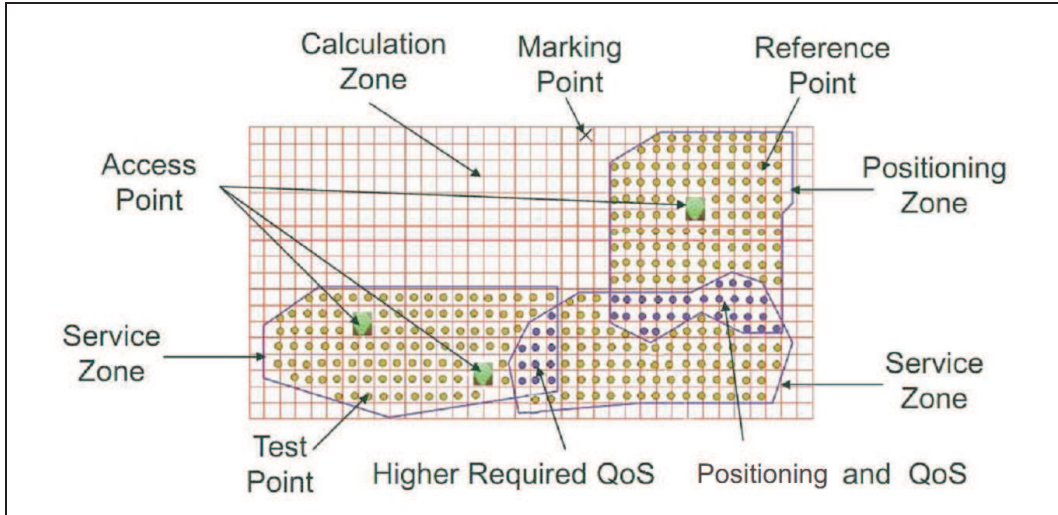 Calculation
Zone
Marking
Point
Reference
Point
Access
Point
Positioning
Zone
Service
Zone
Service
Zone
Test
Point
Higher Required QoS
Positioning and QoS